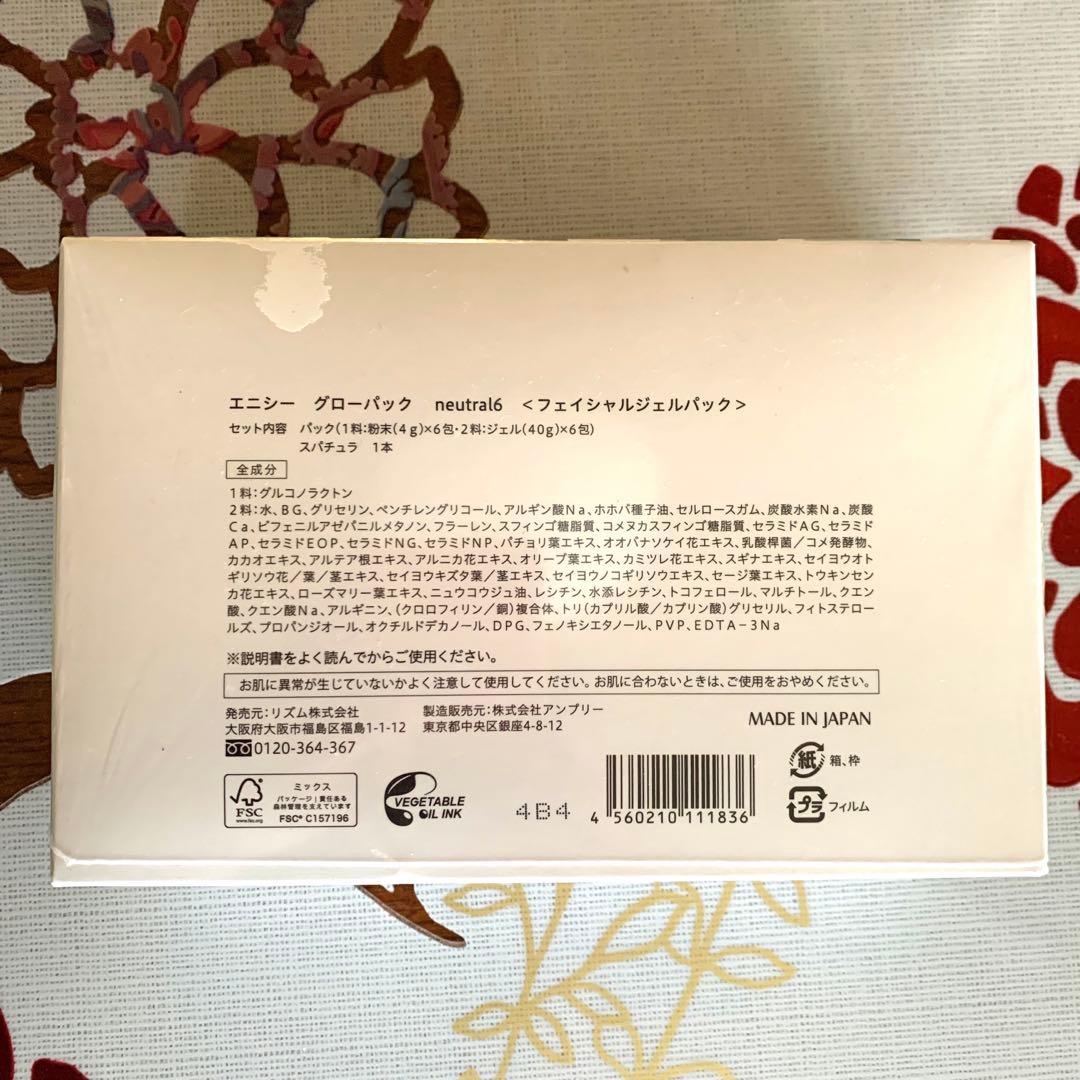 エニシー　グローパック　neutral6　＜フェイシャルジェルパック＞
セット内容　パック（1料：粉末（4g）×6包・2料：ジェル（40g）×6包）
スパチュラ　1本
全成分
1料：グルコノラクトン
2料：水、BG、グリセリン、ペンチレングリコール、アルギン酸Na、ホホバ種子油、セルロースガム、炭酸水素Na、炭酸
Ca、ビフェニルアゼパニルメタノン、フラーレン、スフィンゴ糖脂質、コメヌカスフィンゴ糖脂質、セラミドAG、セラミド
AP、セラミドEOP、セラミドNG、セラミドNP、パチョリ葉エキス、オオバナソケイ花エキス、乳酸桿菌／コメ発酵物、
カカオエキス、アルテア根エキス、アルニカ花エキス、オリーブ葉エキス、カミツレ花エキス、スギナエキス、セイヨウオト
ギリソウ花／葉／茎エキス、セイヨウキズタ葉／茎エキス、セイヨウノコギリソウエキス、セージ葉エキス、トウキンセン
カ花エキス、ローズマリー葉エキス、ニュウコウジュ油、レシチン、水添レシチン、トコフェロール、マルチトール、クエン
酸、クエン酸Na、アルギニン、（クロロフィリン／銅）複合体、トリ（カプリル酸／カプリン酸）グリセリル、フィトステロー
ルズ、プロパンジオール、オクチルドデカノール、DPG、フェノキシエタノール、PVP、EDTA－3Na
※説明書をよく読んでからご使用ください。
お肌に異常が生じていないかよく注意して使用してください。お肌に合わないときは、ご使用をおやめください。
発売元：リズム株式会社　製造販売元：株式会社アンプリー
大阪府大阪市福島区福島1-1-12　東京都中央区銀座4-8-12
0120-364-367
MADE IN JAPAN
FSC
www.fsc.org
ミックス
パッケージ｜責任ある
森林管理を支えています
FSC® C157196
VEGETABLE
OIL INK
4B4
4 560210 111836
紙 箱、枠
プラ フィルム